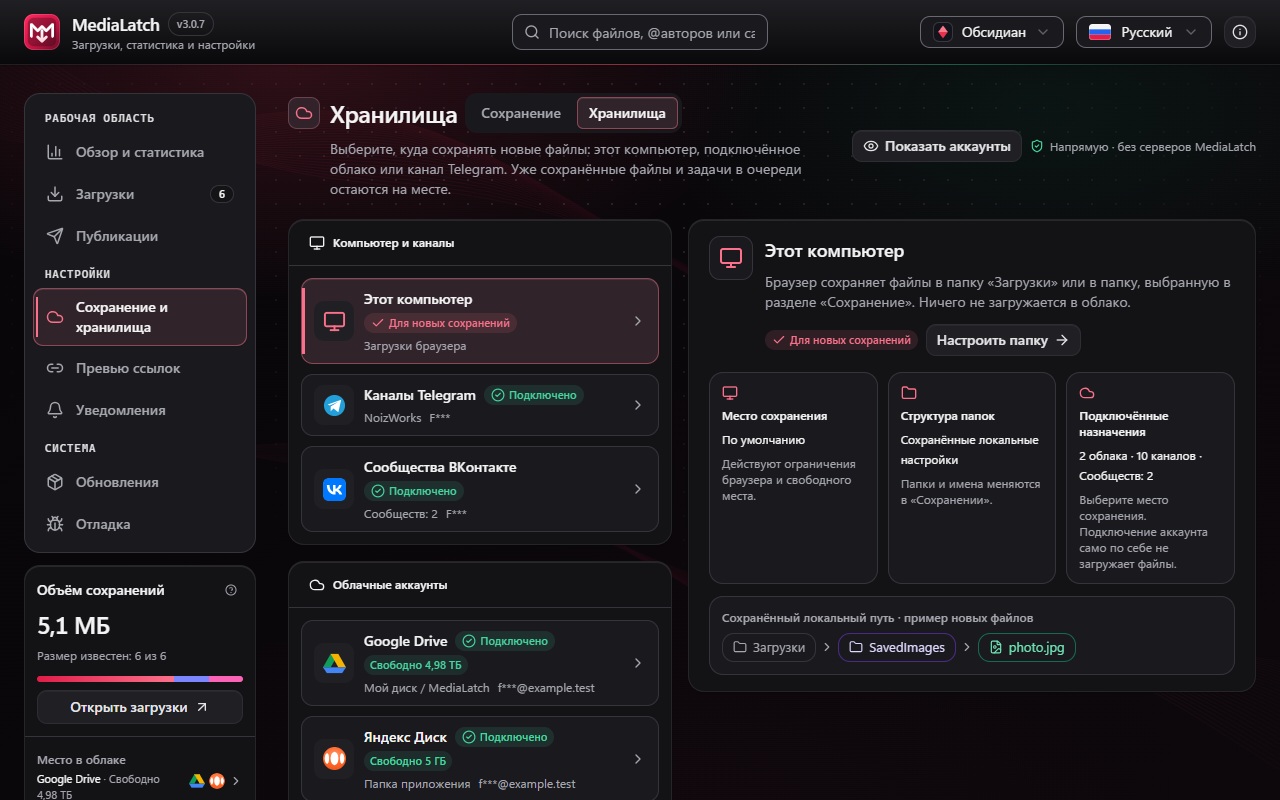 MediaLatch v3.0.7
Загрузки, статистика и настройки
Поиск файлов, @авторов или са
Обсидиан
Русский
РАБОЧАЯ ОБЛАСТЬ
Обзор и статистика
Загрузки 6
Публикации
НАСТРОЙКИ
Сохранение и
хранилища
Превью ссылок
Уведомления
СИСТЕМА
Обновления
Отладка
Объём сохранений
5,1 МБ
Размер известен: 6 из 6
Открыть загрузки
Место в облаке
Google Drive · Свободно
4,98 ТБ
Хранилища
Сохранение
Хранилища
Выберите, куда сохранять новые файлы: этот компьютер, подключённое
облако или канал Telegram. Уже сохранённые файлы и задачи в очереди
остаются на месте.
Показать аккаунты
Напрямую · без серверов MediaLatch
Компьютер и каналы
Этот компьютер
Для новых сохранений
Загрузки браузера
Каналы Telegram Подключено
NoizWorks F***
Сообщества ВКонтакте
Подключено
Сообществ: 2 F***
Облачные аккаунты
Google Drive Подключено
Свободно 4,98 ТБ
Мой диск / MediaLatch f***@example.test
Яндекс Диск Подключено
Свободно 5 ГБ
Папка приложения f***@example.test
Этот компьютер
Браузер сохраняет файлы в папку «Загрузки» или в папку, выбранную в
разделе «Сохранение». Ничего не загружается в облако.
Для новых сохранений
Настроить папку
Место сохранения
По умолчанию
Действуют ограничения
браузера и свободного
места.
Структура папок
Сохранённые локальные
настройки
Папки и имена меняются
в «Сохранении».
Подключённые
назначения
2 облака · 10 каналов ·
Сообществ: 2
Выберите место
сохранения.
Подключение аккаунта
само по себе не
загружает файлы.
Сохранённый локальный путь · пример новых файлов
Загрузки
SavedImages
photo.jpg